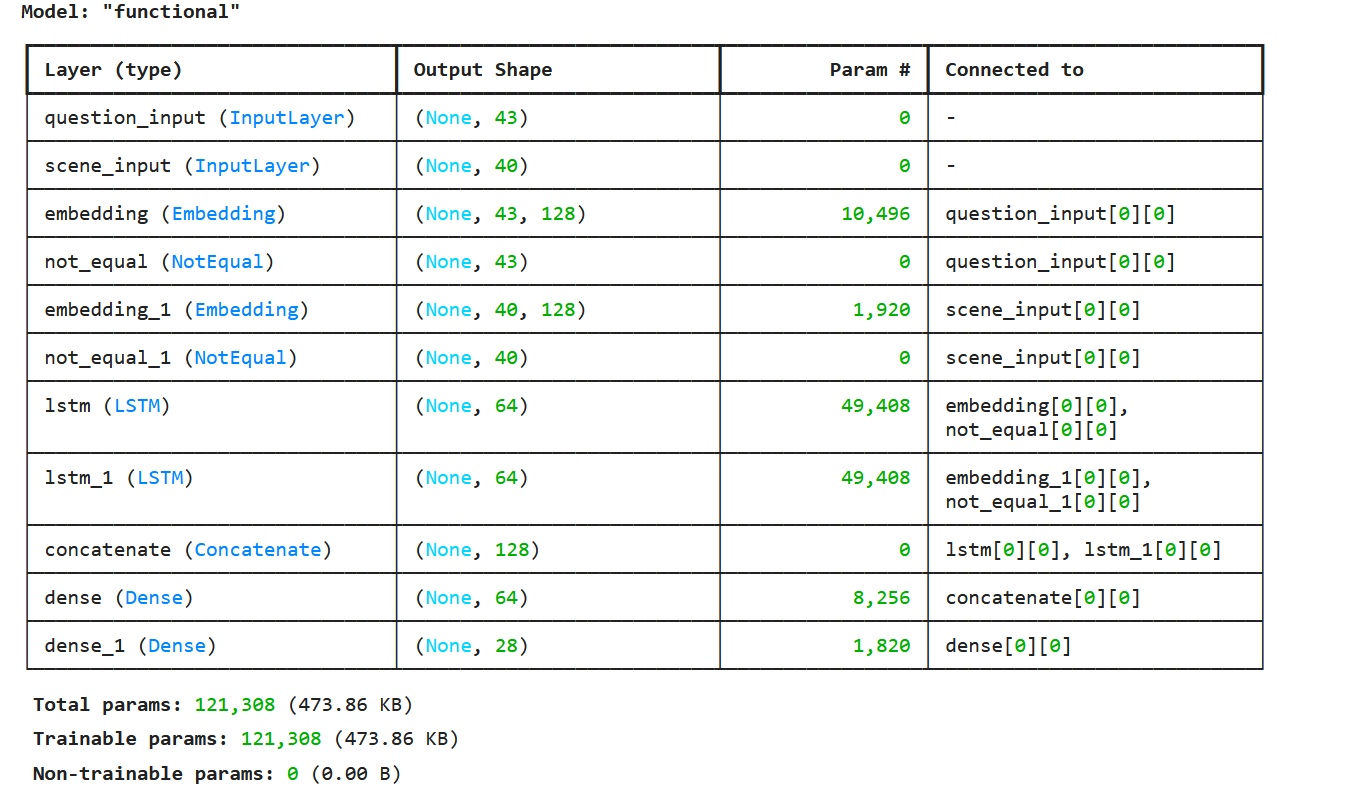 Model: "functional"
Layer (type) Output Shape Param # Connected to
question_input (InputLayer) (None, 43) 0 -
scene_input (InputLayer) (None, 40) 0 -
embedding (Embedding) (None, 43, 128) 10,496 question_input[0][0]
not_equal (NotEqual) (None, 43) 0 question_input[0][0]
embedding_1 (Embedding) (None, 40, 128) 1,920 scene_input[0][0]
not_equal_1 (NotEqual) (None, 40) 0 scene_input[0][0]
lstm (LSTM) (None, 64) 49,408 embedding[0][0],
not_equal[0][0]
lstm_1 (LSTM) (None, 64) 49,408 embedding_1[0][0],
not_equal_1[0][0]
concatenate (Concatenate) (None, 128) 0 lstm[0][0], lstm_1[0][0]
dense (Dense) (None, 64) 8,256 concatenate[0][0]
dense_1 (Dense) (None, 28) 1,820 dense[0][0]
Total params: 121,308 (473.86 KB)
Trainable params: 121,308 (473.86 KB)
Non-trainable params: 0 (0.00 B)